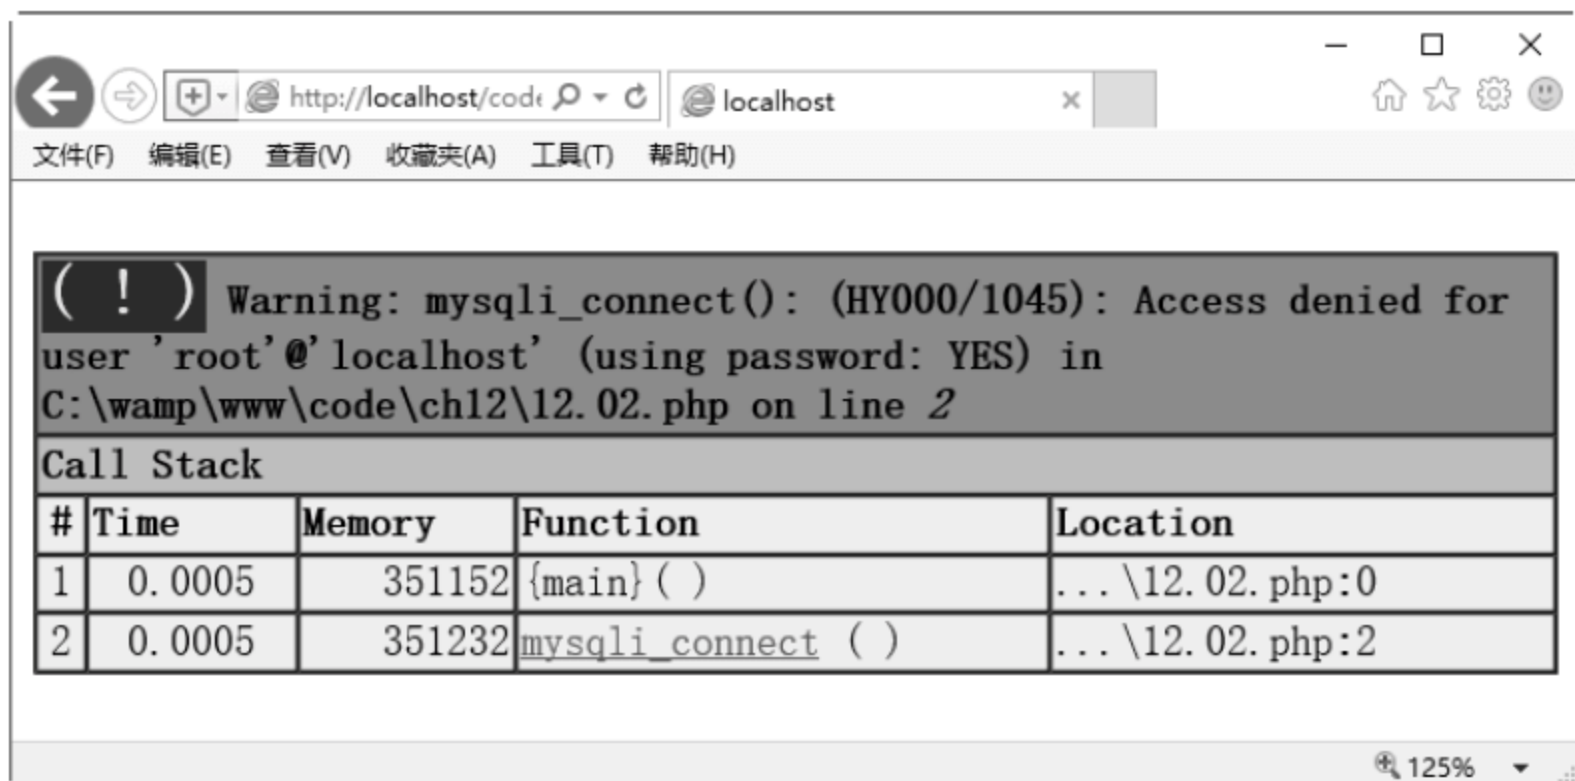 http://localhost/code
localhost
文件(F) 编辑(E) 查看(V) 收藏夹(A) 工具(T) 帮助(H)
( ! ) Warning: mysqli_connect(): (HY000/1045): Access denied for
user 'root'@'localhost' (using password: YES) in
C:\wamp\www\code\ch12\12.02.php on line 2
Call Stack
# Time Memory Function Location
1 0.0005 351152 {main}( ) ...\12.02.php:0
2 0.0005 351232 mysqli_connect ( ) ...\12.02.php:2
125%